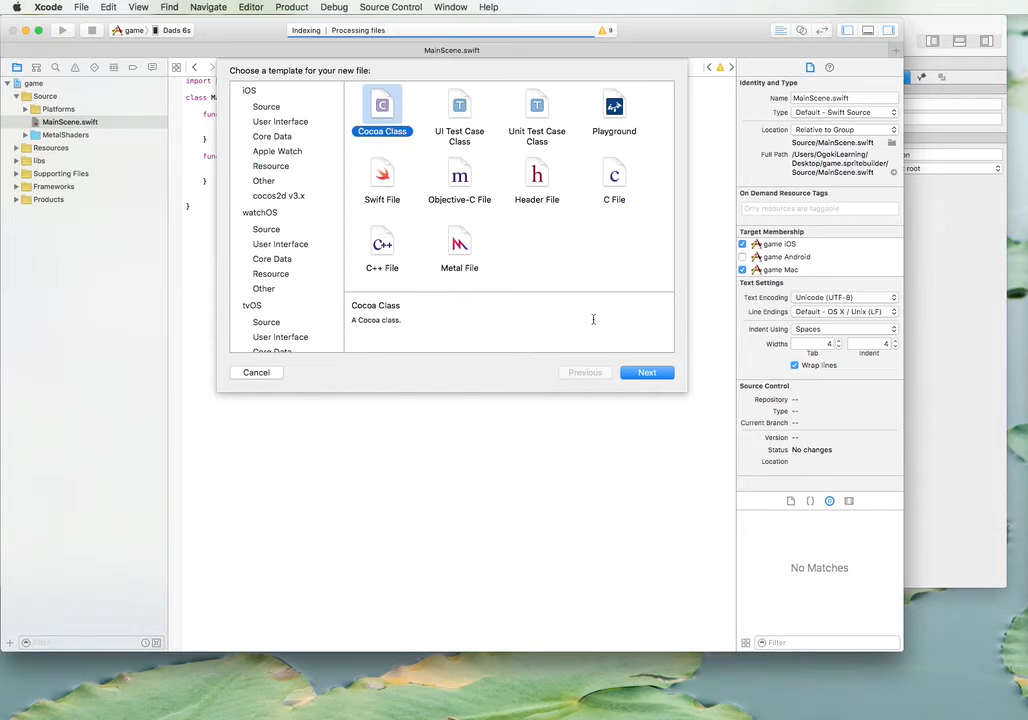 Xcode File Edit View Find Navigate Editor Product Debug Source Control Window Help
game Dads 6s
Indexing Processing files
9
MainScene.swift
game
Source
Platforms
MainScene.swift
MetalShaders
Resources
libs
Supporting Files
Frameworks
Products
import
class M
fun
}
fun
}
}
Choose a template for your new file:
iOS
Source
User Interface
Core Data
Apple Watch
Resource
Other
cocos2d v3.x
watchOS
Source
User Interface
Core Data
Resource
Other
tvOS
Source
User Interface
Core Data
Cocoa Class
UI Test Case Class
Unit Test Case Class
Playground
Swift File
Objective-C File
Header File
C File
C++ File
Metal File
Cocoa Class
A Cocoa class.
Cancel
Previous
Next
Identity and Type
Name MainScene.swift
Type Default - Swift Source
Location Relative to Group
Source/MainScene.swift
Full Path /Users/OgokiLearning/
Desktop/game.spritebuilder/
Source/MainScene.swift
On Demand Resource Tags
Only resources are taggable
Target Membership
game iOS
game Android
game Mac
Text Settings
Text Encoding Unicode (UTF-8)
Line Endings Default - OS X / Unix (LF)
Indent Using Spaces
Widths 4 4
Tab Indent
Wrap lines
Source Control
Repository --
Type --
Current Branch --
Version --
Status No changes
Location
No Matches
Filter
Filter
on
root